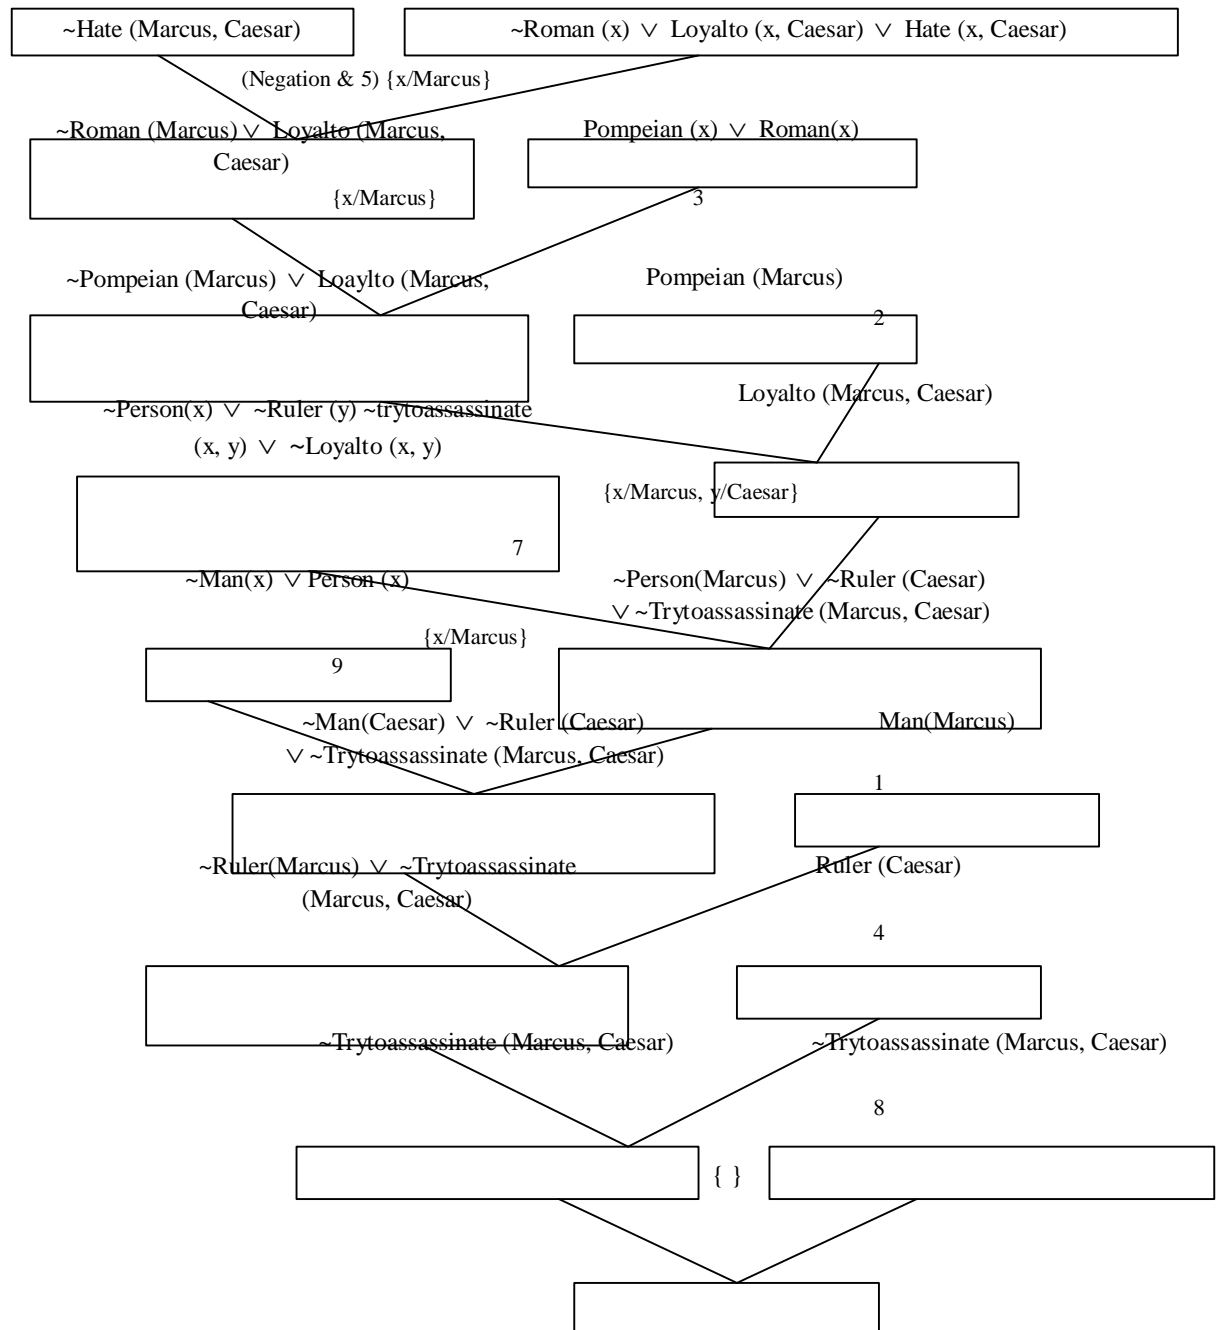 ~Hate (Marcus, Caesar)
~Roman (x) ∨ Loyalto (x, Caesar) ∨ Hate (x, Caesar)
(Negation & 5) {x/Marcus}
~Roman (Marcus) ∨ Loyalto (Marcus,
Caesar)
Pompeian (x) ∨ Roman(x)
{x/Marcus}
3
~Pompeian (Marcus) ∨ Loaylto (Marcus,
Caesar)
Pompeian (Marcus)
2
Loyalto (Marcus, Caesar)
~Person(x) ∨ ~Ruler (y) ~trytoassassinate
(x, y) ∨ ~Loyalto (x, y)
{x/Marcus, y/Caesar}
7
~Man(x) ∨ Person (x)
~Person(Marcus) ∨ ~Ruler (Caesar)
∨ ~Trytoassassinate (Marcus, Caesar)
{x/Marcus}
9
~Man(Caesar) ∨ ~Ruler (Caesar)
∨ ~Trytoassassinate (Marcus, Caesar)
Man(Marcus)
1
~Ruler(Marcus) ∨ ~Trytoassassinate
(Marcus, Caesar)
Ruler (Caesar)
4
~Trytoassassinate (Marcus, Caesar)
~Trytoassassinate (Marcus, Caesar)
8
{ }